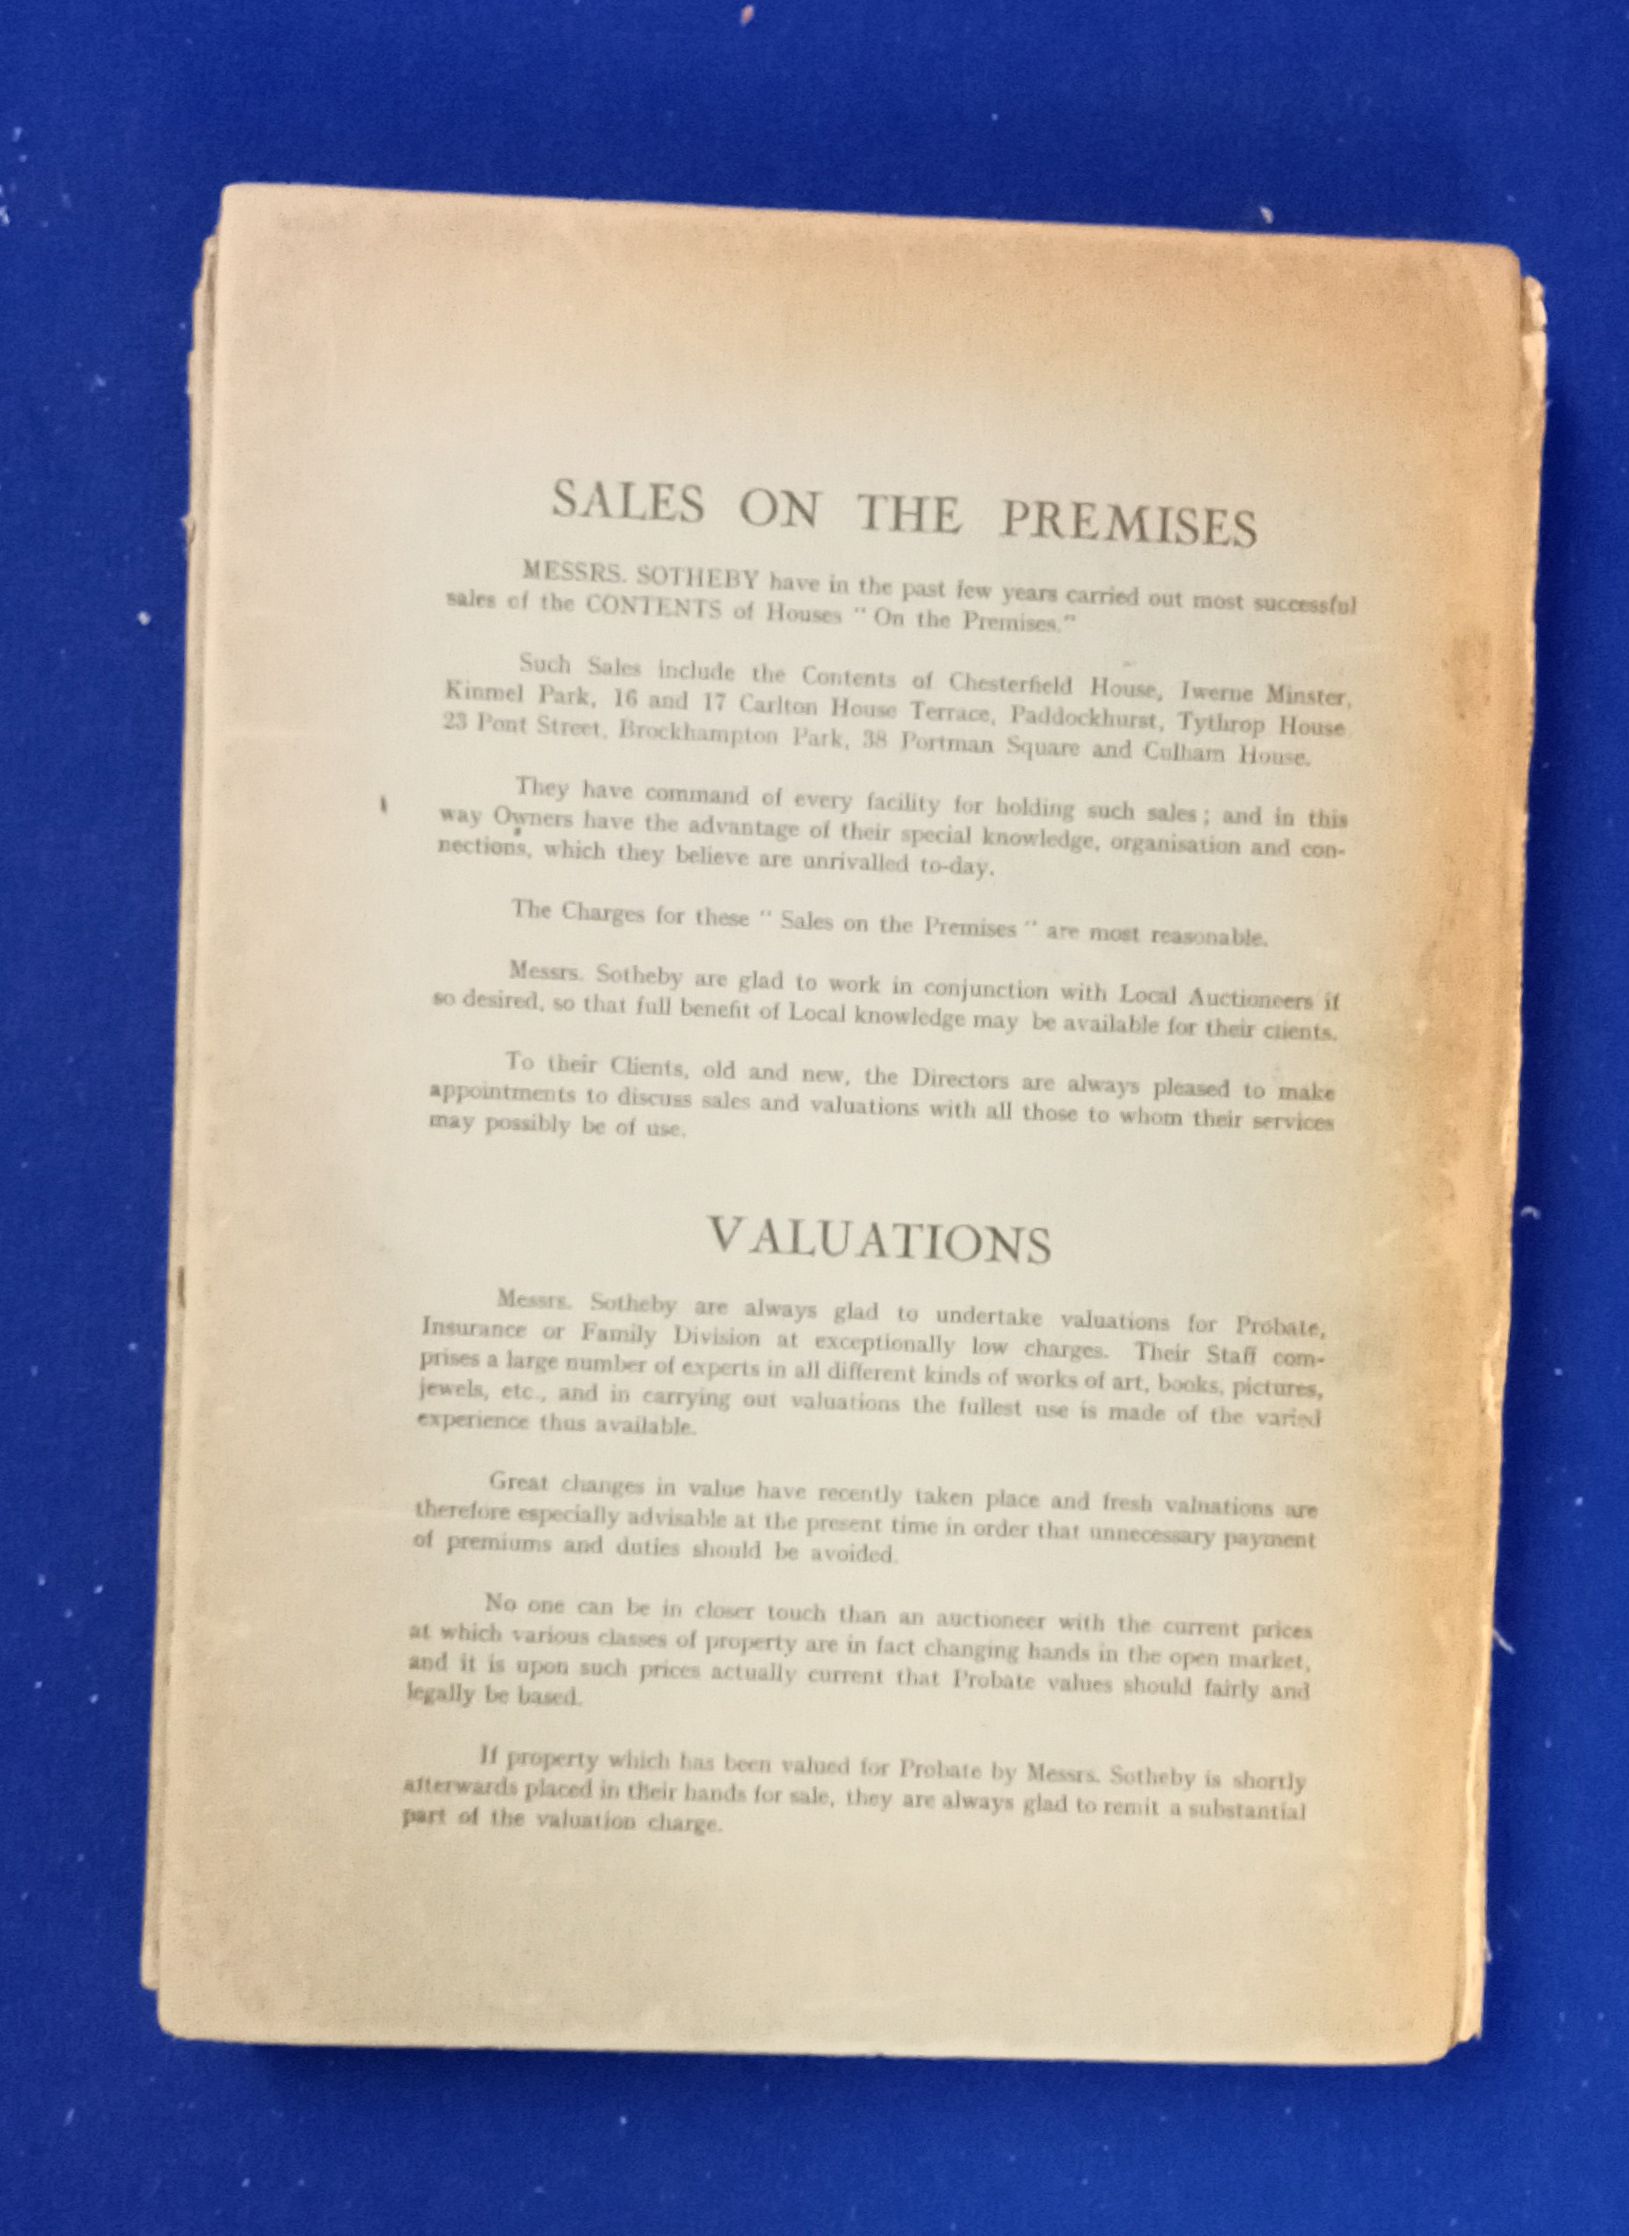 SALES ON THE PREMISES
MESSRS. SOTHEBY have in the past few years carried out most successful
sales of the CONTENTS of Houses " On the Premises."
Such Sales include the Contents of Chesterfield House, Iwerne Minster,
Kinmel Park, 16 and 17 Carlton House Terrace, Paddockhurst, Tythrop House
23 Pont Street, Brockhampton Park, 38 Portman Square and Culham House.
They have command of every facility for holding such sales ; and in this
way Owners have the advantage of their special knowledge, organisation and con-
nections, which they believe are unrivalled to-day.
The Charges for these " Sales on the Premises " are most reasonable.
Messrs. Sotheby are glad to work in conjunction with Local Auctioneers if
so desired, so that full benefit of Local knowledge may be available for their clients.
To their Clients, old and new, the Directors are always pleased to make
appointments to discuss sales and valuations with all those to whom their services
may possibly be of use.
VALUATIONS
Messrs. Sotheby are always glad to undertake valuations for Probate,
Insurance or Family Division at exceptionally low charges. Their Staff com-
prises a large number of experts in all different kinds of works of art, books, pictures,
jewels, etc., and in carrying out valuations the fullest use is made of the varied
experience thus available.
Great changes in value have recently taken place and fresh valuations are
therefore especially advisable at the present time in order that unnecessary payment
of premiums and duties should be avoided.
No one can be in closer touch than an auctioneer with the current prices
at which various classes of property are in fact changing hands in the open market,
and it is upon such prices actually current that Probate values should fairly and
legally be based.
If property which has been valued for Probate by Messrs. Sotheby is shortly
afterwards placed in their hands for sale, they are always glad to remit a substantial
part of the valuation charge.